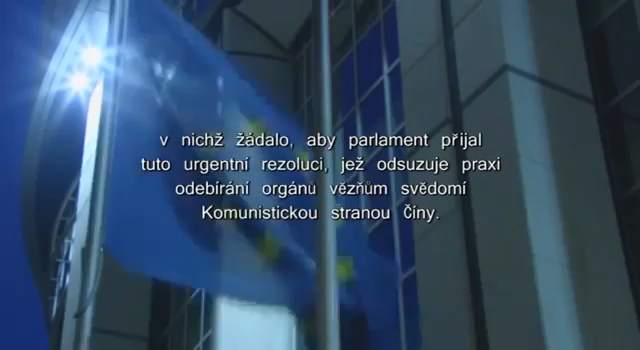 v nichž žádalo, aby parlament přijal
tuto urgentní rezoluci, jež odsuzuje praxi
odebírání orgánů vězňům svědomí
Komunistickou stranou Číny.